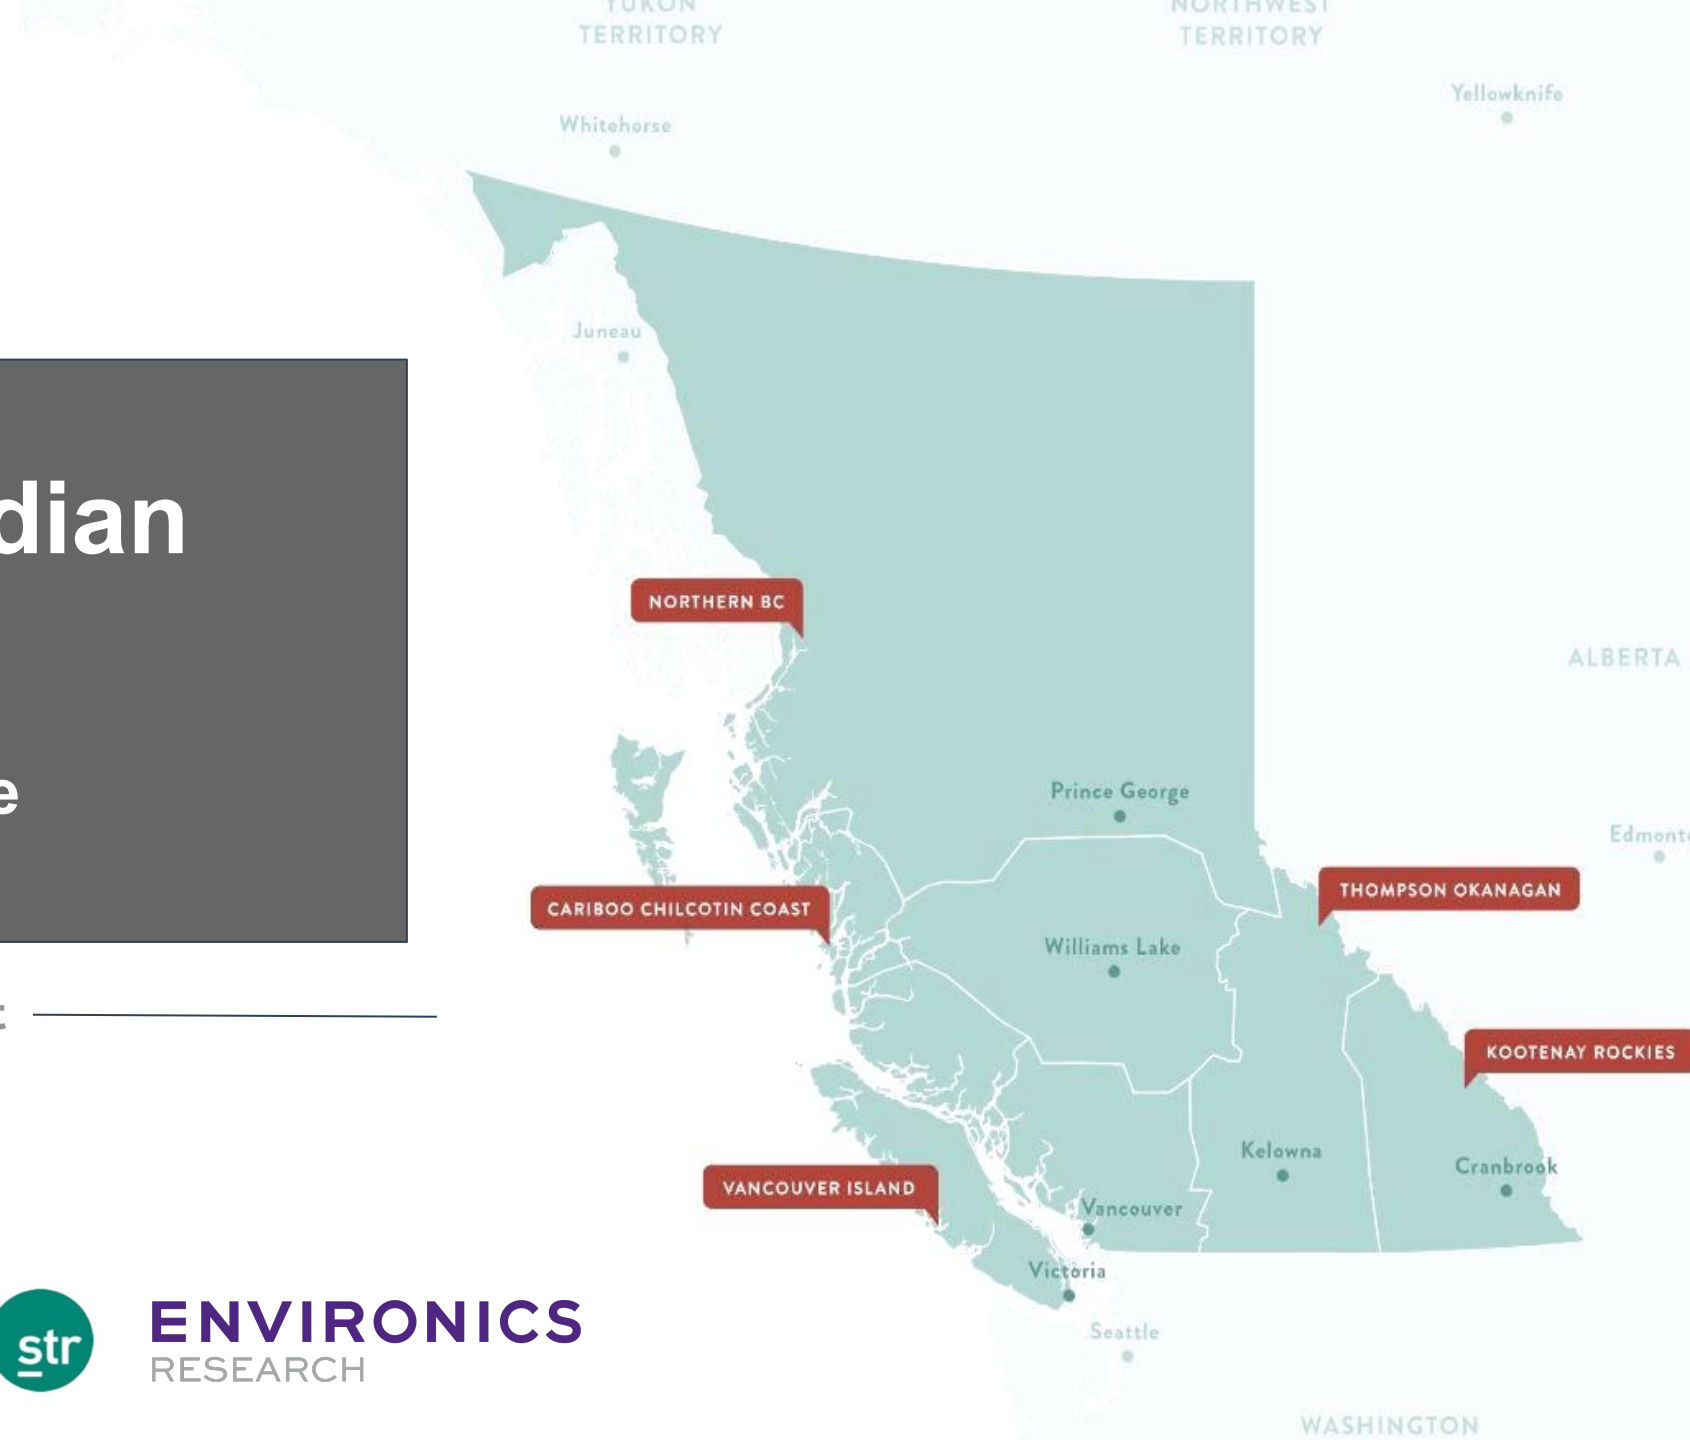 TERRITORY
TERRITORY
Yellowknife
Whitehorse
Juneau
dian
NORTHERN BC
ALBERTA
e
Prince George
Edmont
THOMPSON OKANAGAN
CARIBOO CHILCOTIN COAST
Williams Lake
t
KOOTENAY ROCKIES
Kelowna
Cranbrook
VANCOUVER ISLAND
Vancouver
Victoria
str
ENVIRONICS
RESEARCH
Seattle
WASHINGTON